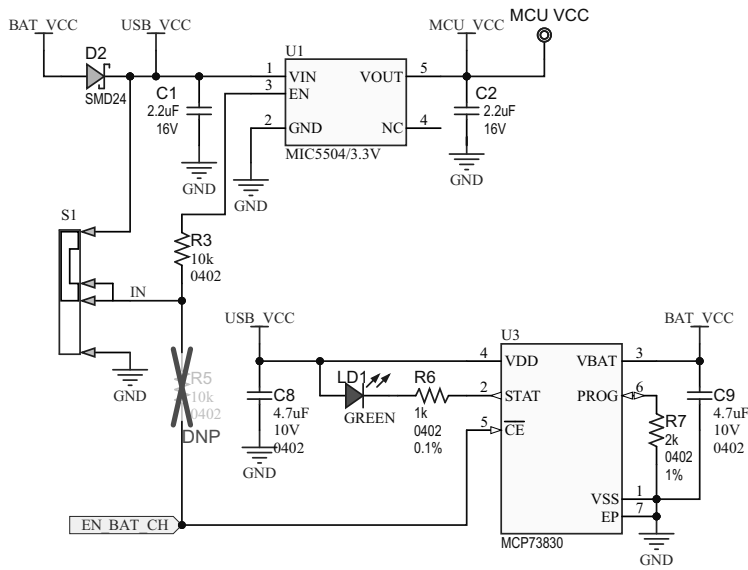 BAT_VCC
USB_VCC
D2
SMD24
C1
2.2uF
16V
GND
U1
1
VIN
3
EN
2
GND
VOUT
5
NC
4
MIC5504/3.3V
GND
MCU_VCC
MCU VCC
C2
2.2uF
16V
GND
S1
IN
GND
R3
10k
0402
R5
10k
0402
DNP
EN_BAT_CH
USB_VCC
C8
4.7uF
10V
0402
GND
LD1
GREEN
R6
1k
0402
0.1%
U3
4
VDD
2
STAT
5
CE
VBAT
3
PROG
6
VSS
1
EP
7
MCP73830
BAT_VCC
C9
4.7uF
10V
0402
R7
2k
0402
1%
GND